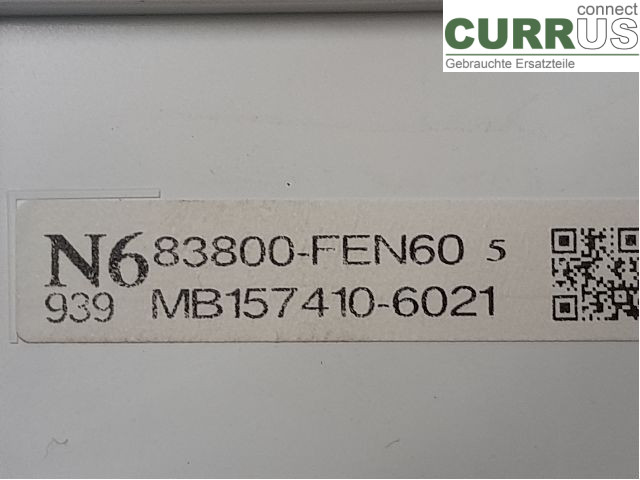 connect
CURRUS
Gebrauchte Ersatzteile
N6 83800-FEN60 5
939 MB157410-6021